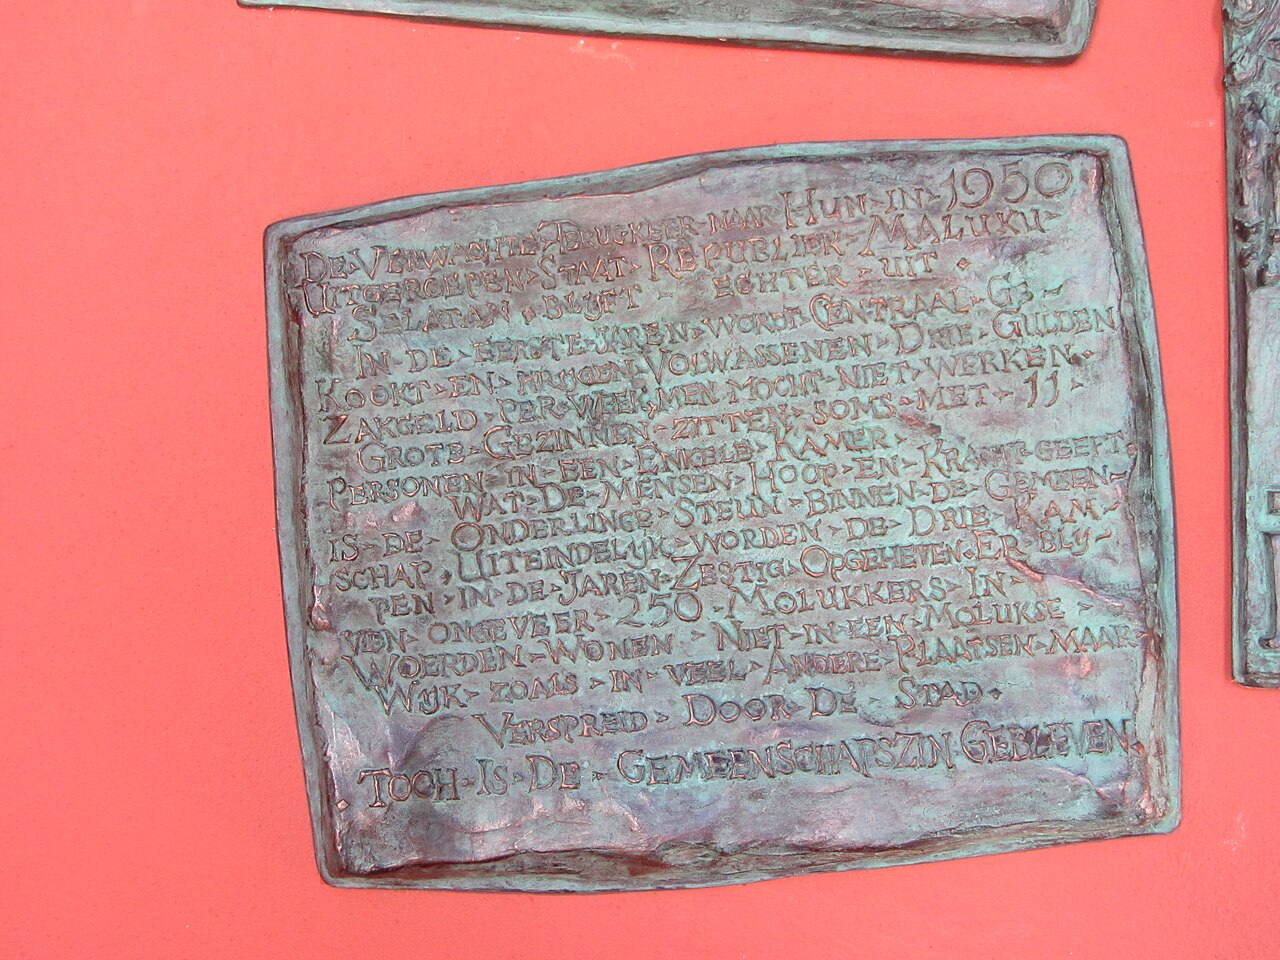 De Verwachte Terugkeer naar Hun in 1950
Uitgeroepen Staat Republiek Maluku
Selatan blijft echter uit.
In de eerste jaren wordt Centraal Ge-
kookt en krijgen Volwassenen Drie Gulden
Zakgeld per week, men mocht niet werken.
Grote Gezinnen zitten soms met 11
personen in een Enkele Kamer.
Wat De Mensen Hoop en Kracht geeft
is de Onderlinge Steun Binnen de Gemeen-
schap. Uiteindelijk worden de Drie Kam-
pen in de jaren Zestig Opgeheven. Er blij-
ven ongeveer 250 Molukkers In
Woerden Wonen Niet in een Molukse
Wijk zoals in veel Andere Plaatsen maar
Verspreid Door De Stad.
Toch Is De Gemeenschapszin Gebleven.